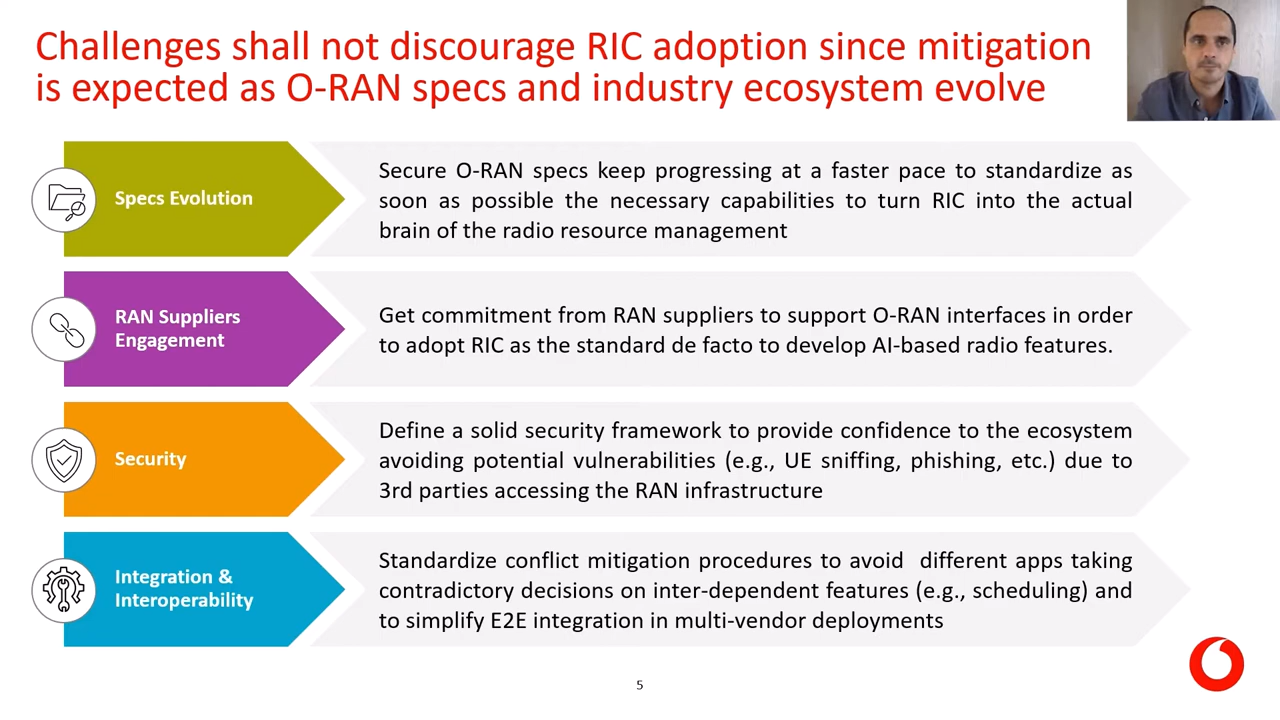 Challenges shall not discourage RIC adoption since mitigation
is expected as O-RAN specs and industry ecosystem evolve
Specs Evolution
Secure O-RAN specs keep progressing at a faster pace to standardize as
soon as possible the necessary capabilities to turn RIC into the actual
brain of the radio resource management
RAN Suppliers
Engagement
Get commitment from RAN suppliers to support O-RAN interfaces in order
to adopt RIC as the standard de facto to develop AI-based radio features.
Security
Define a solid security framework to provide confidence to the ecosystem
avoiding potential vulnerabilities (e.g., UE sniffing, phishing, etc.) due to
3rd parties accessing the RAN infrastructure
Integration &
Interoperability
Standardize conflict mitigation procedures to avoid  different apps taking
contradictory decisions on inter-dependent features (e.g., scheduling) and
to simplify E2E integration in multi-vendor deployments
5